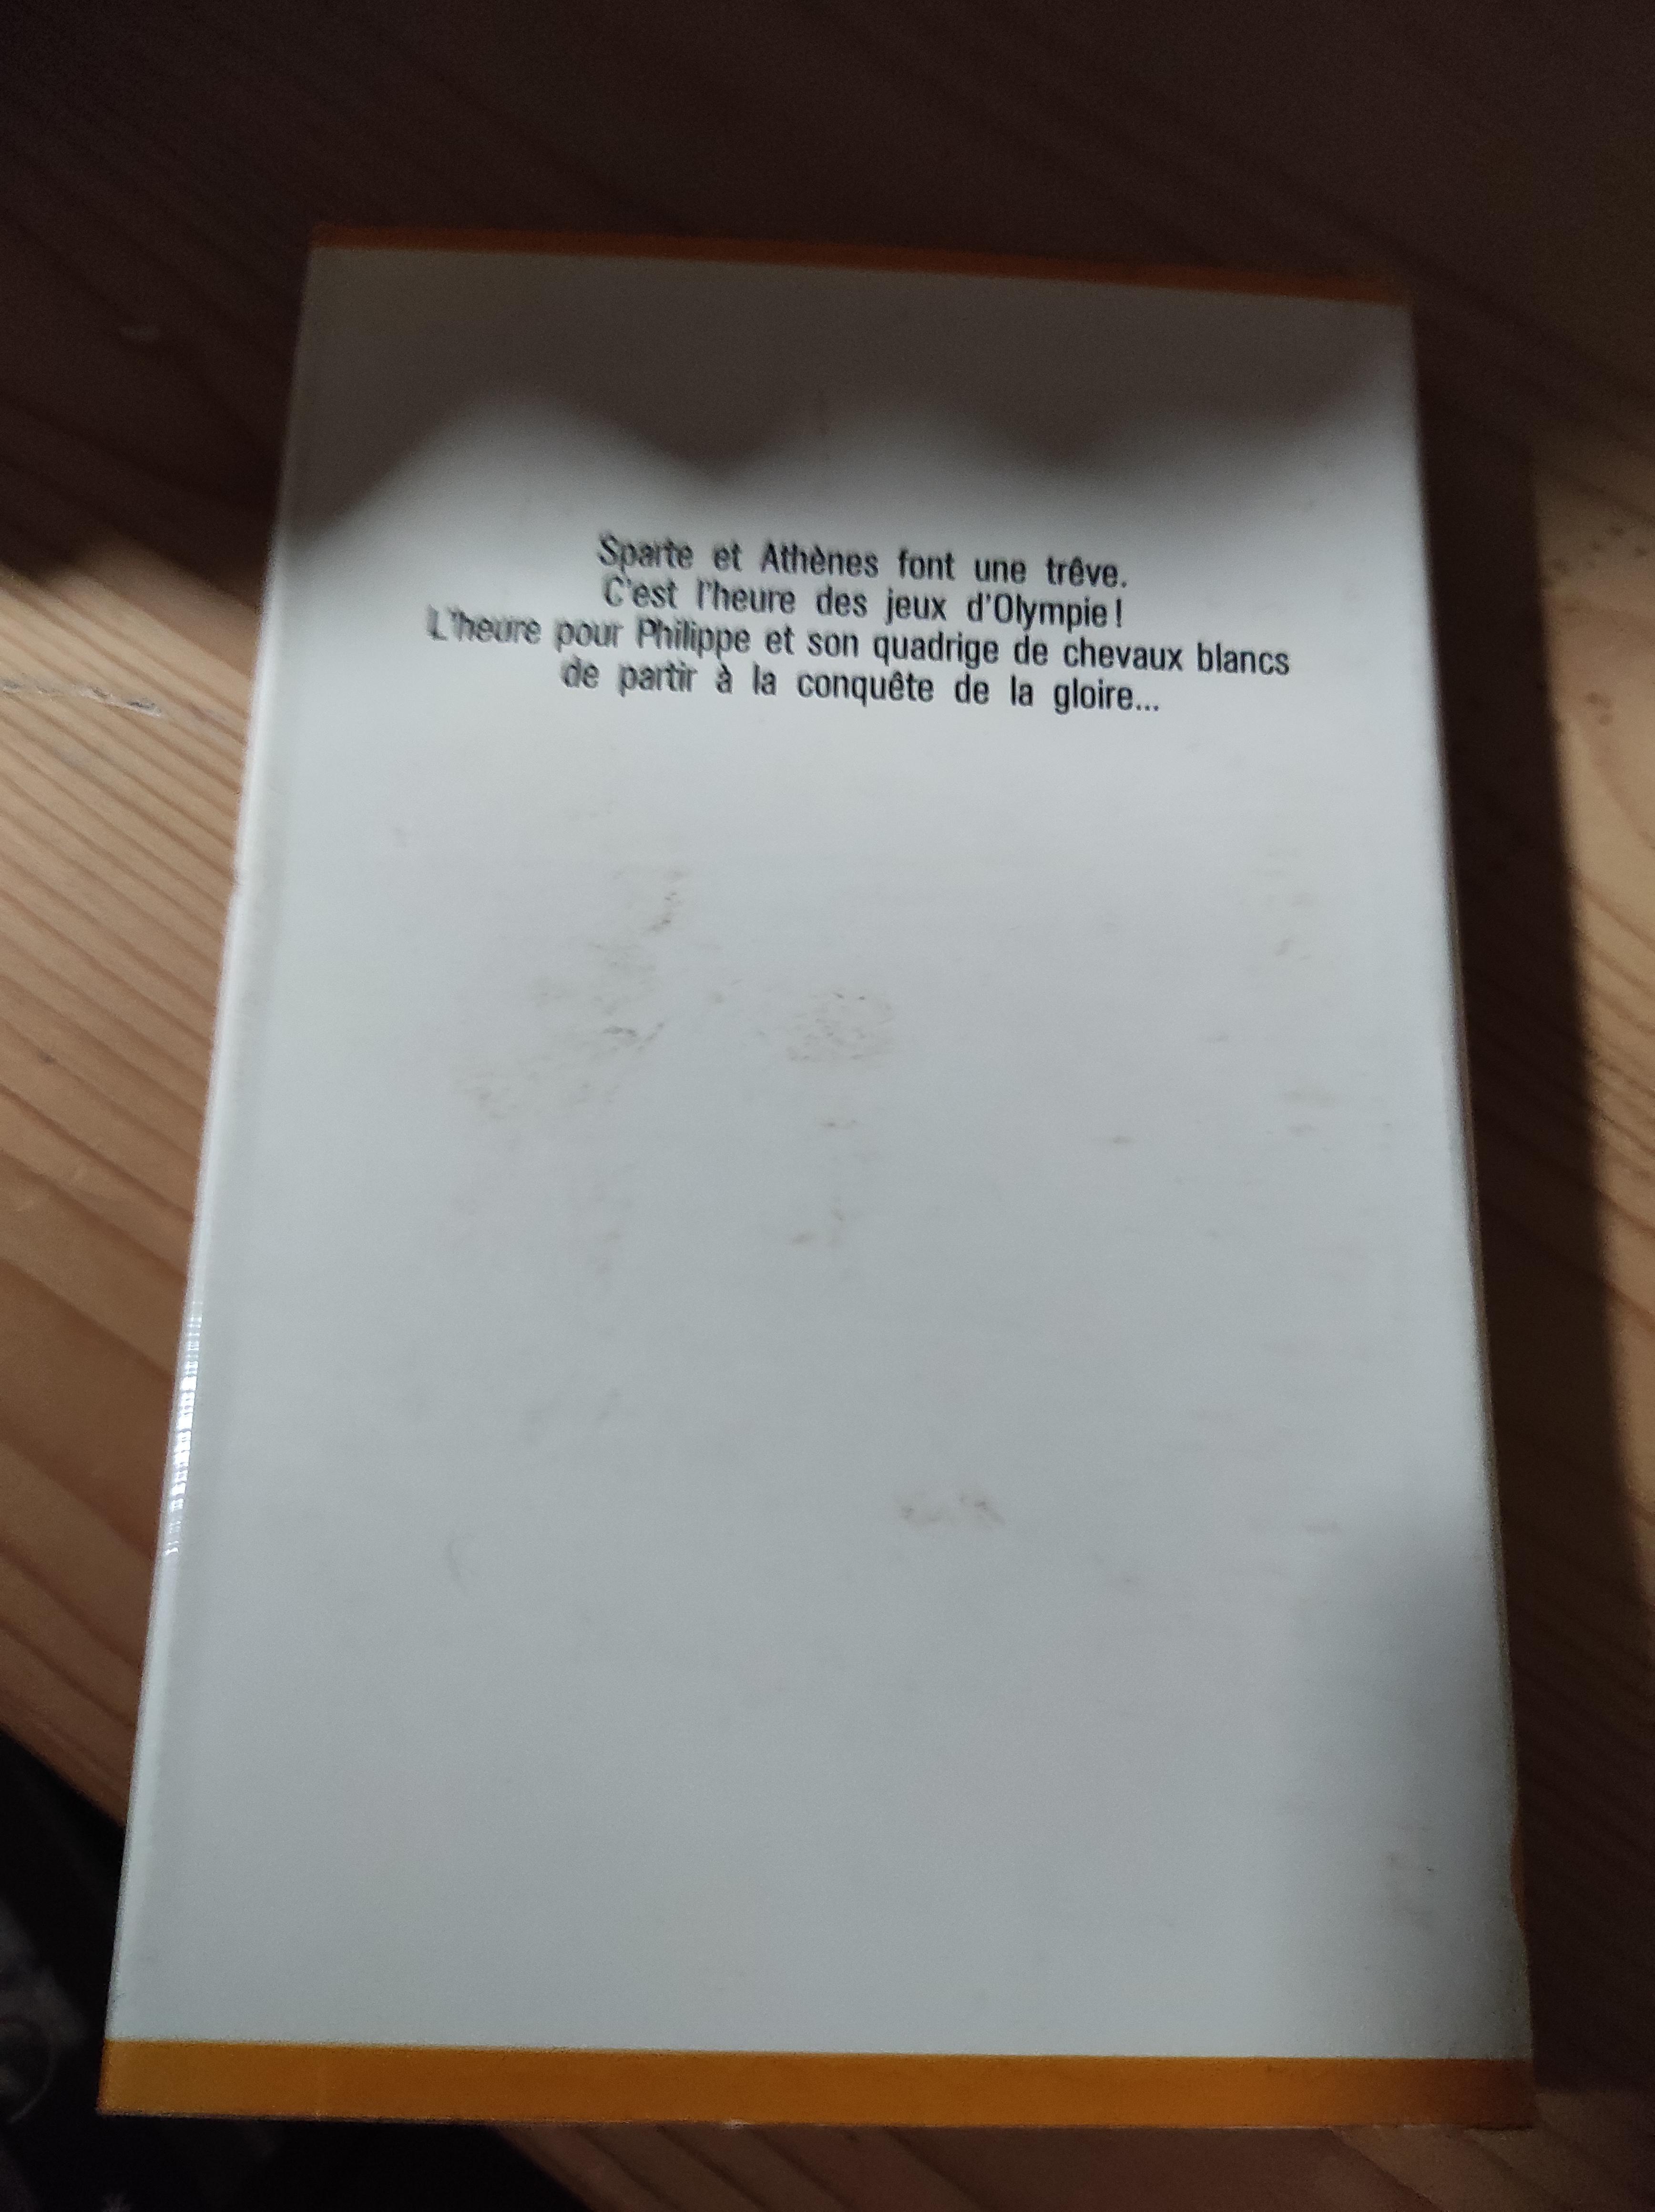 Sparte et Athènes font une trêve.
C'est l'heure des jeux d'Olympie !
L'heure pour Philippe et son quadrige de chevaux blancs
de partir à la conquête de la gloire...